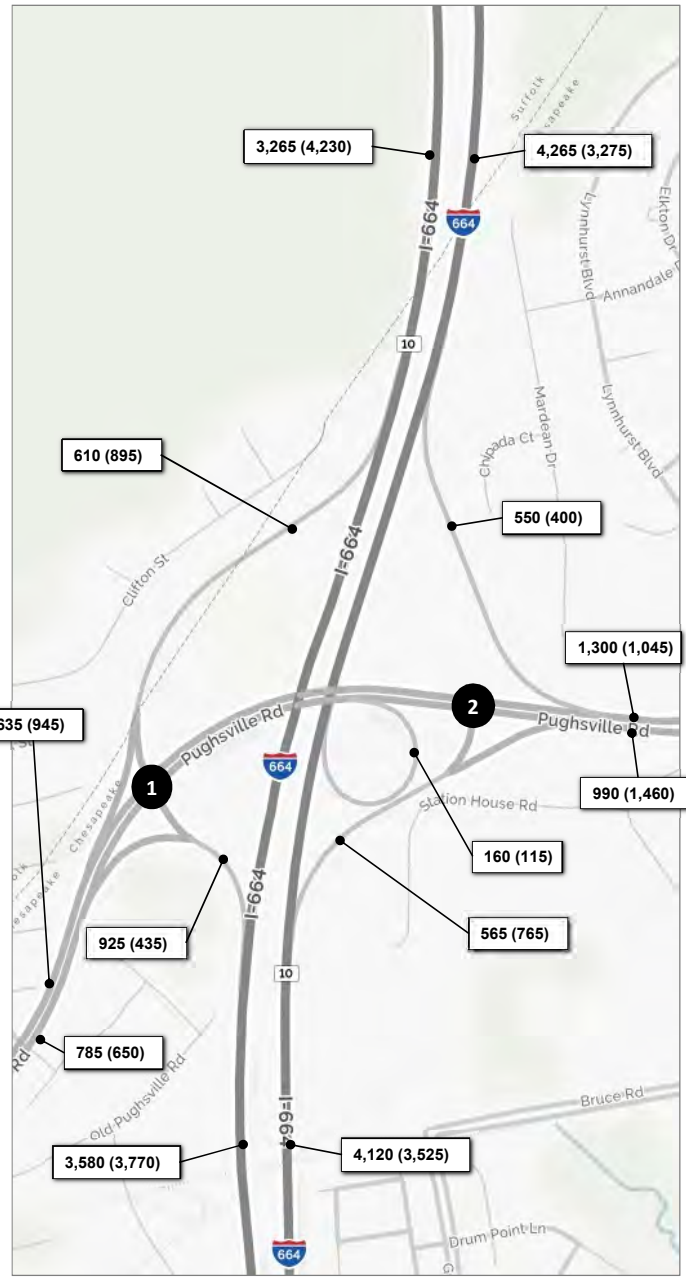 Suffolk
Chesapeake
3,265 (4,230)
4,265 (3,275)
I-664
664
Lynnhurst Blvd
Elkton Dr
Annandale
10
Mardean Dr
Lynnhurst Blvd
Chipada Ct
610 (895)
550 (400)
I-664
Clifton St
1,300 (1,045)
635 (945)
Pughsville Rd
2
Pughsville Rd
664
1
990 (1,460)
Chesapeake
Station House Rd
160 (115)
I-664
925 (435)
565 (765)
10
785 (650)
Rd
Old Pughsville Rd
Bruce Rd
I-664
3,580 (3,770)
4,120 (3,525)
Drum Point Ln
664
G